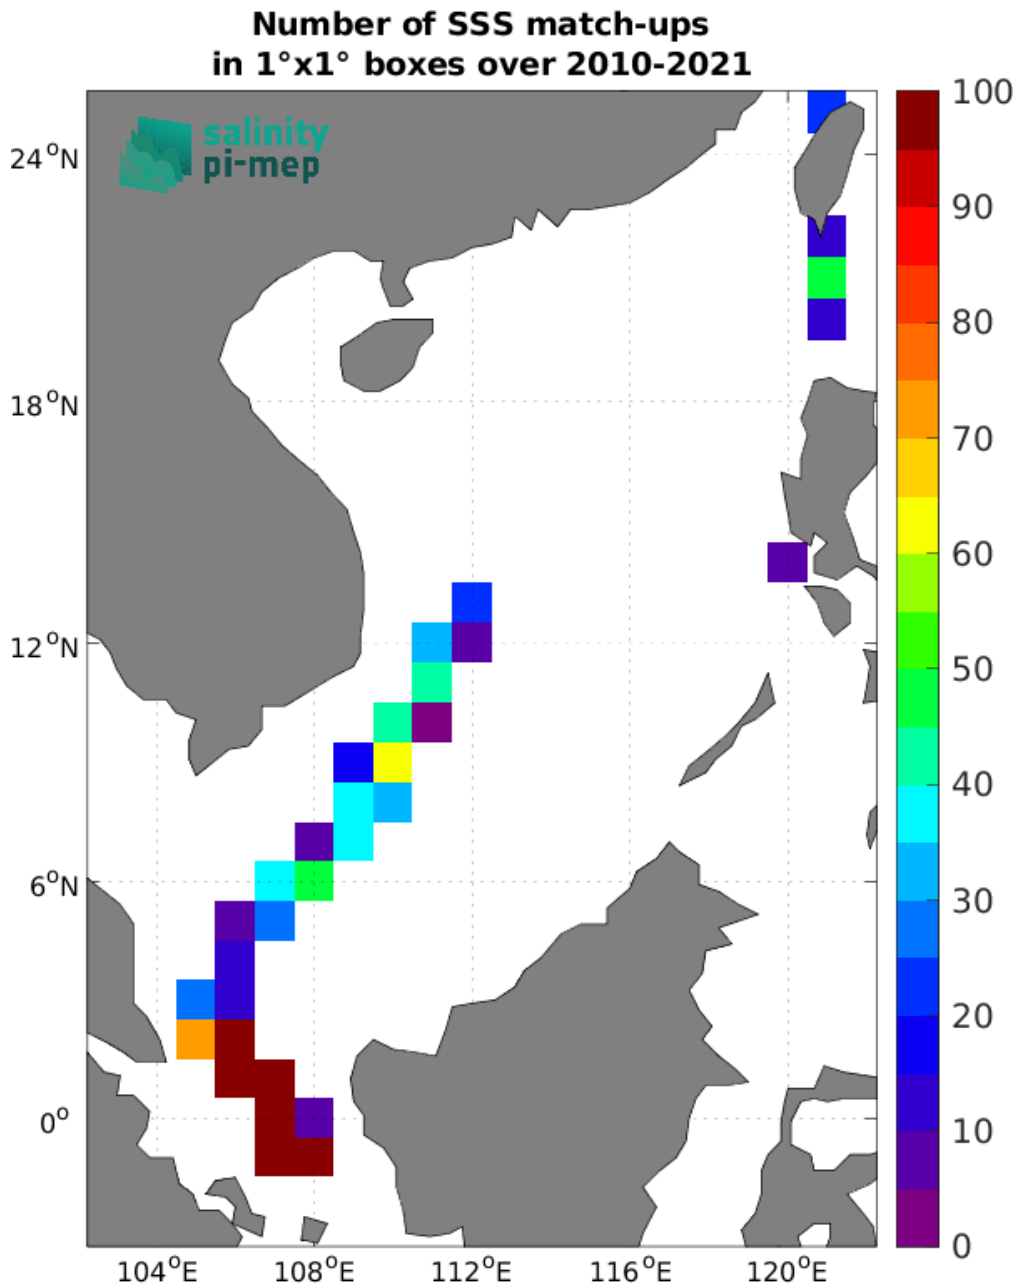 Number of SSS match-ups
in 1°x1° boxes over 2010-2021
salinity
pi-mep
24°N
18°N
12°N
6°N
0°
104°E
108°E
112°E
116°E
120°E
100
90
80
70
60
50
40
30
20
10
0